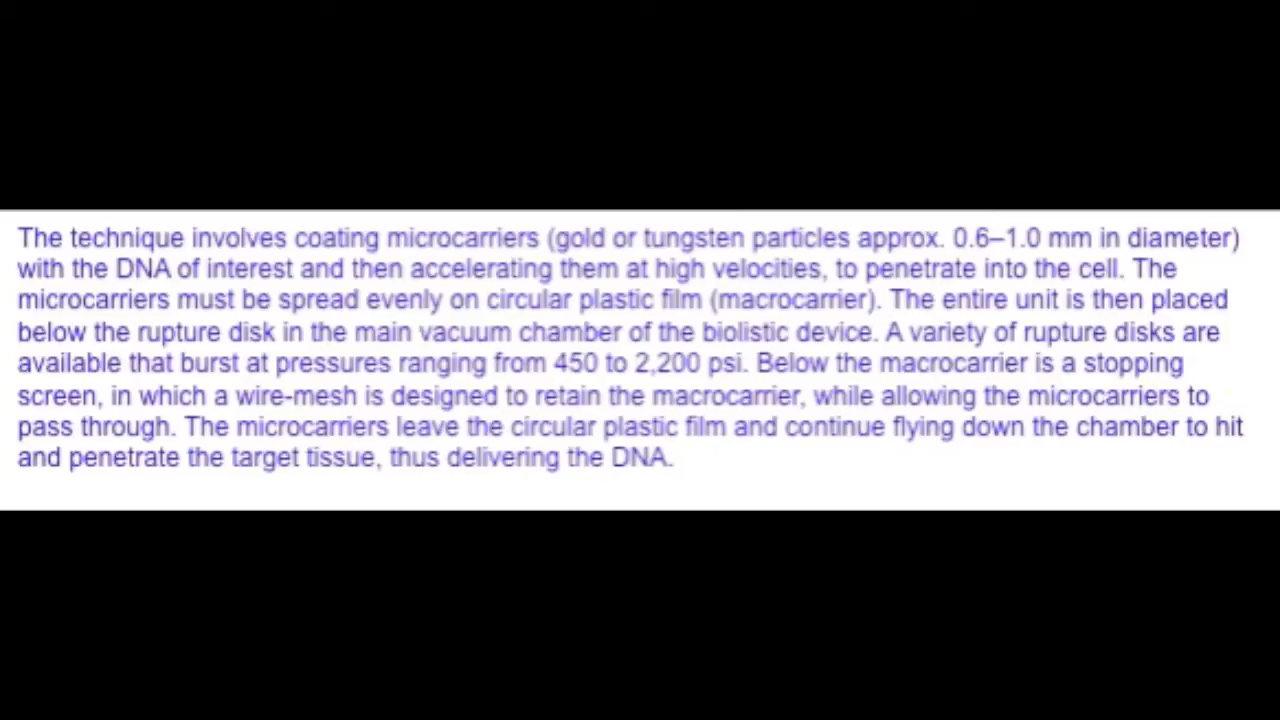 The technique involves coating microcarriers (gold or tungsten particles approx. 0.6–1.0 mm in diameter)
with the DNA of interest and then accelerating them at high velocities, to penetrate into the cell. The
microcarriers must be spread evenly on circular plastic film (macrocarrier). The entire unit is then placed
below the rupture disk in the main vacuum chamber of the biolistic device. A variety of rupture disks are
available that burst at pressures ranging from 450 to 2,200 psi. Below the macrocarrier is a stopping
screen, in which a wire-mesh is designed to retain the macrocarrier, while allowing the microcarriers to
pass through. The microcarriers leave the circular plastic film and continue flying down the chamber to hit
and penetrate the target tissue, thus delivering the DNA.